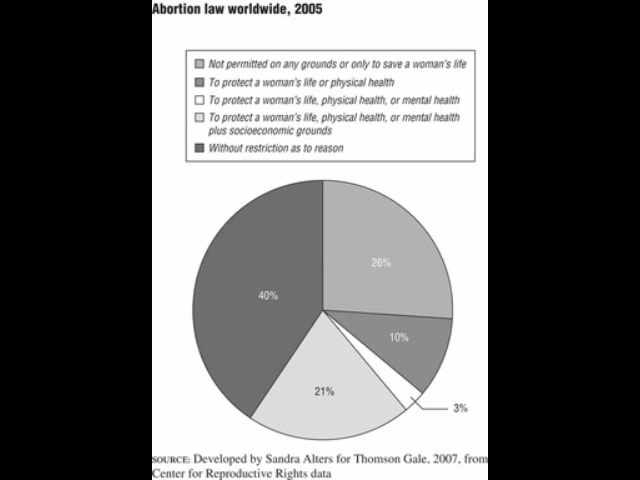 Abortion law worldwide, 2005
Not permitted on any grounds or only to save a woman's life
To protect a woman's life or physical health
To protect a woman's life, physical health, or mental health
To protect a woman's life, physical health, or mental health
plus socioeconomic grounds
Without restriction as to reason
26%
40%
10%
21%
3%
SOURCE: Developed by Sandra Alters for Thomson Gale, 2007, from
Center for Reproductive Rights data